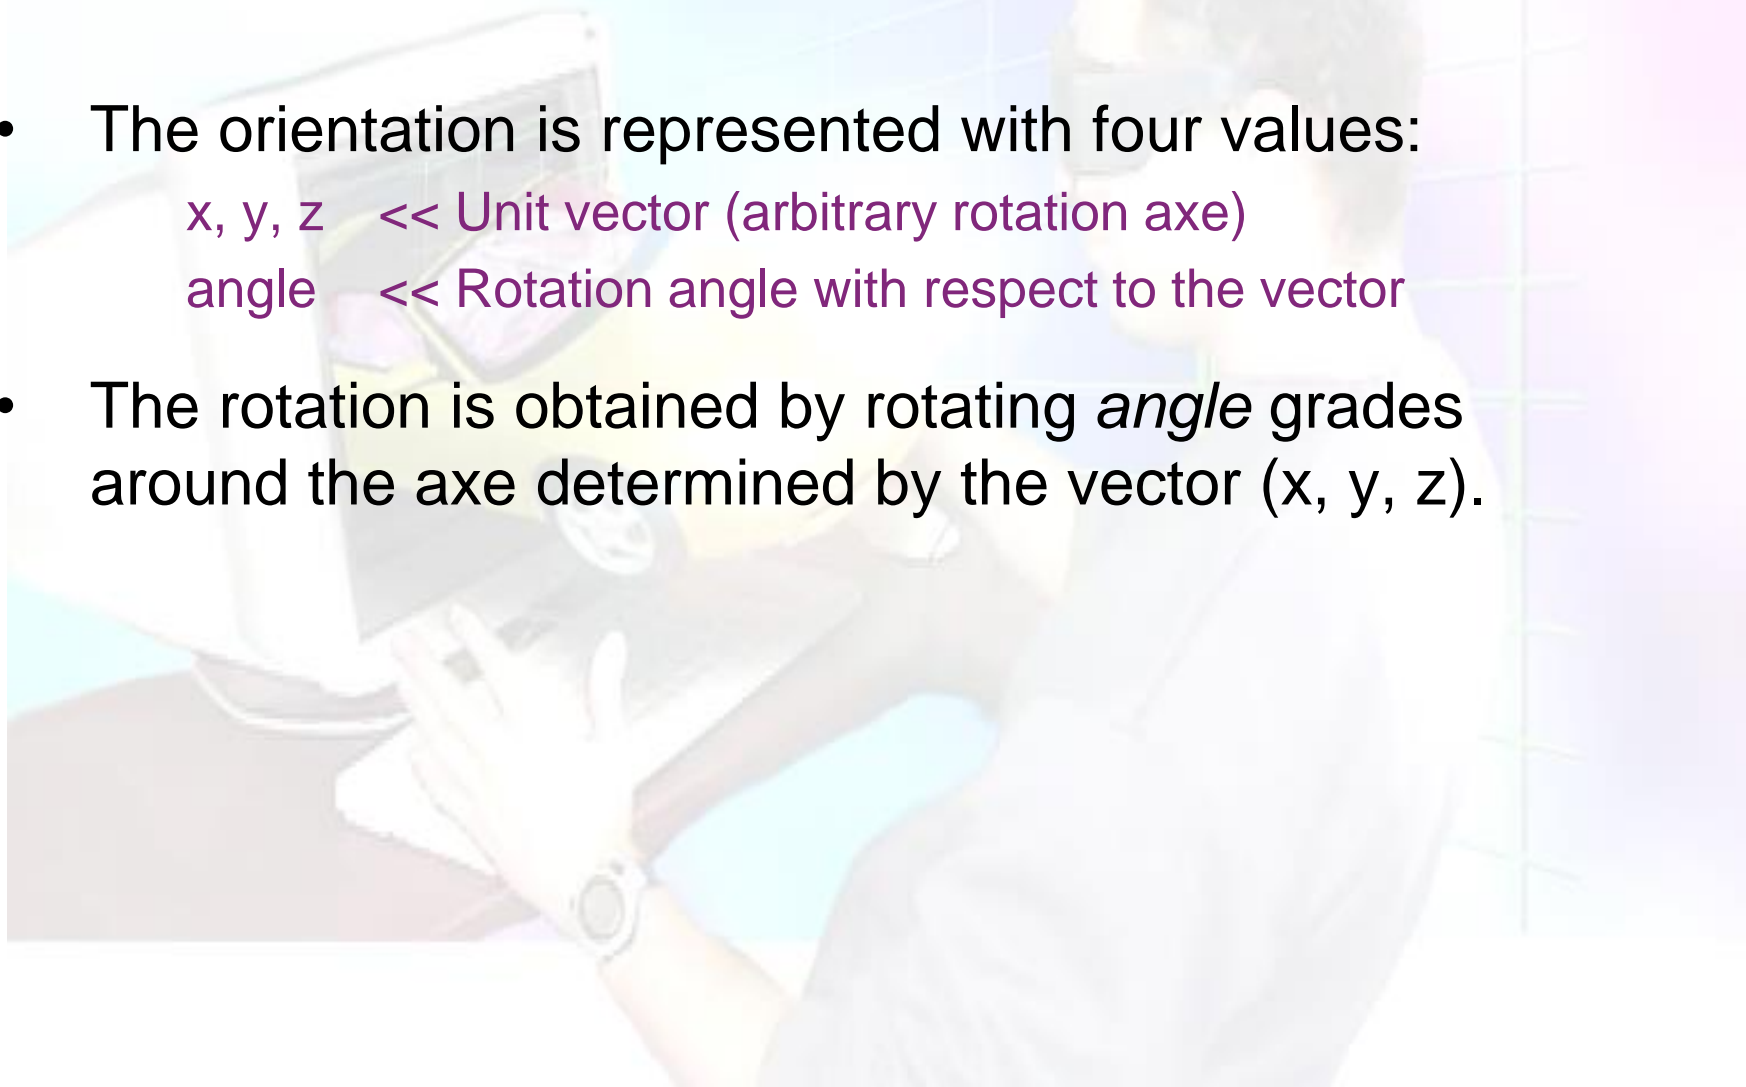 • The orientation is represented with four values:
x, y, z << Unit vector (arbitrary rotation axe)
angle << Rotation angle with respect to the vector
• The rotation is obtained by rotating angle grades
around the axe determined by the vector (x, y, z).